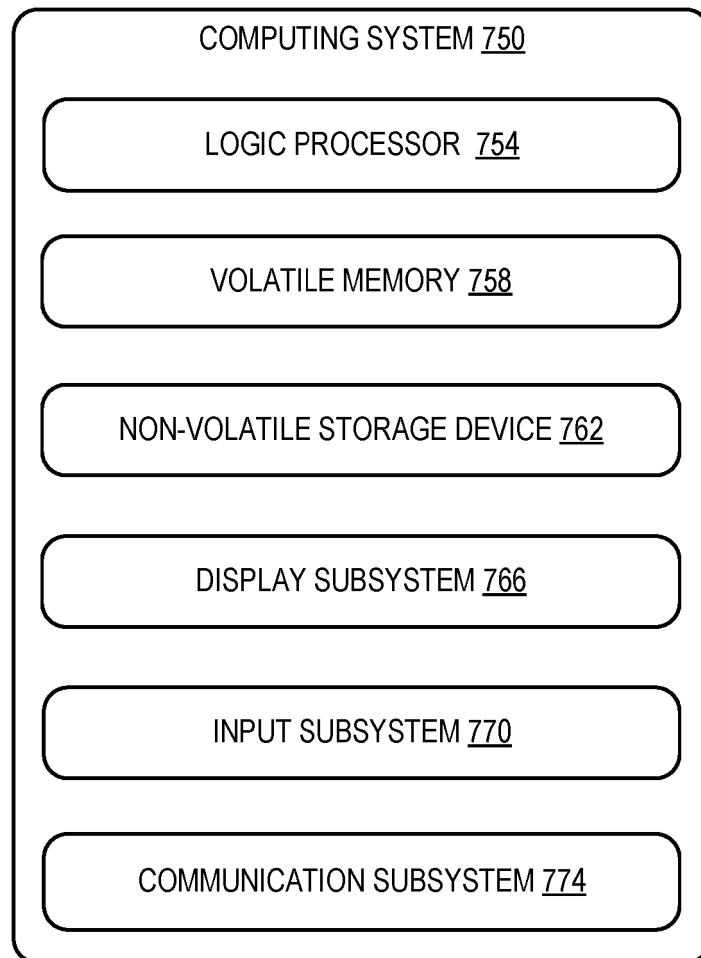 COMPUTING SYSTEM 750
LOGIC PROCESSOR 754
VOLATILE MEMORY 758
NON-VOLATILE STORAGE DEVICE 762
DISPLAY SUBSYSTEM 766
INPUT SUBSYSTEM 770
COMMUNICATION SUBSYSTEM 774